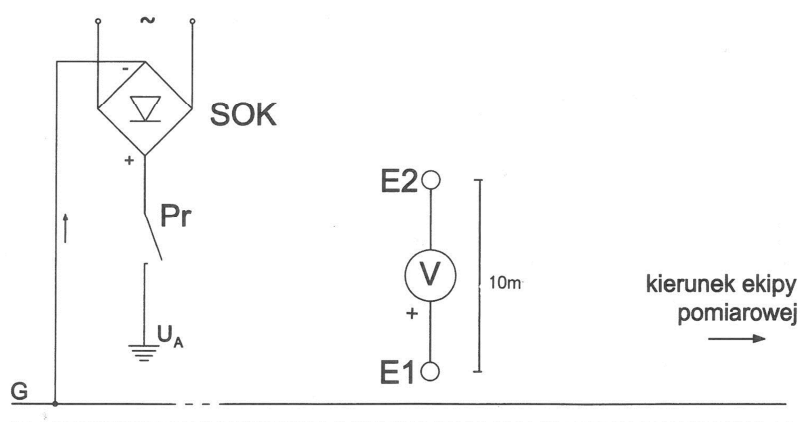 ~
-
SOK
+
Pr
E2
V
10m
kierunek ekipy
pomiarowej
+
U_A
E1
G